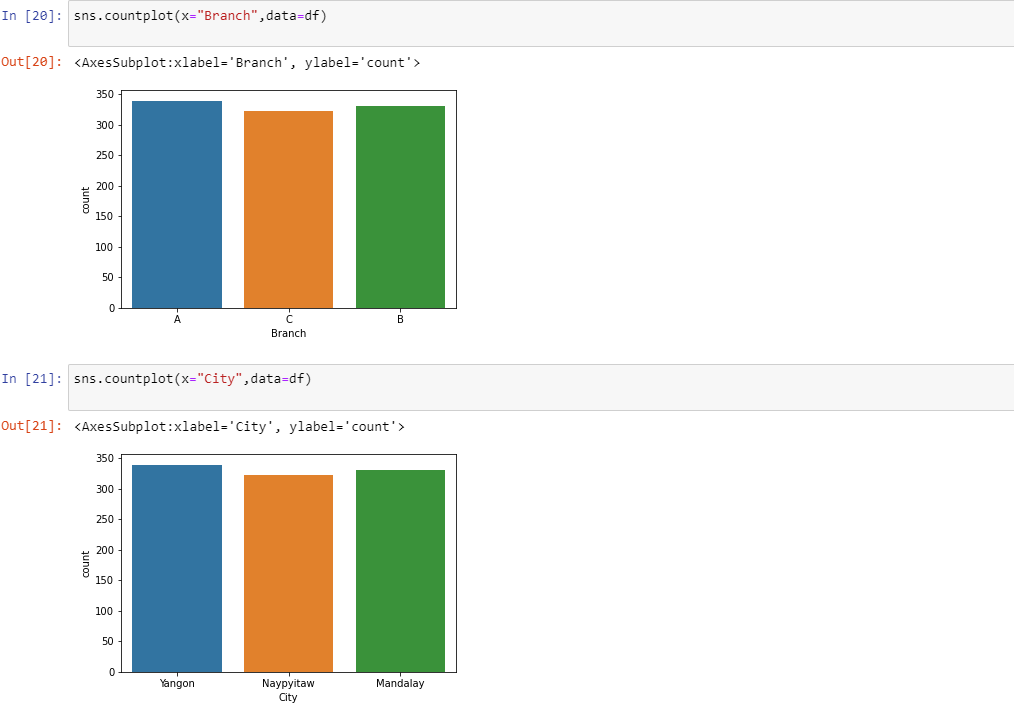 In [20]: sns.countplot(x="Branch",data=df)
Out[20]: <AxesSubplot:xlabel='Branch', ylabel='count'>
350
300
250
200
150
100
50
0
count
A C B
Branch
In [21]: sns.countplot(x="City",data=df)
Out[21]: <AxesSubplot:xlabel='City', ylabel='count'>
350
300
250
200
150
100
50
0
count
Yangon Naypyitaw Mandalay
City